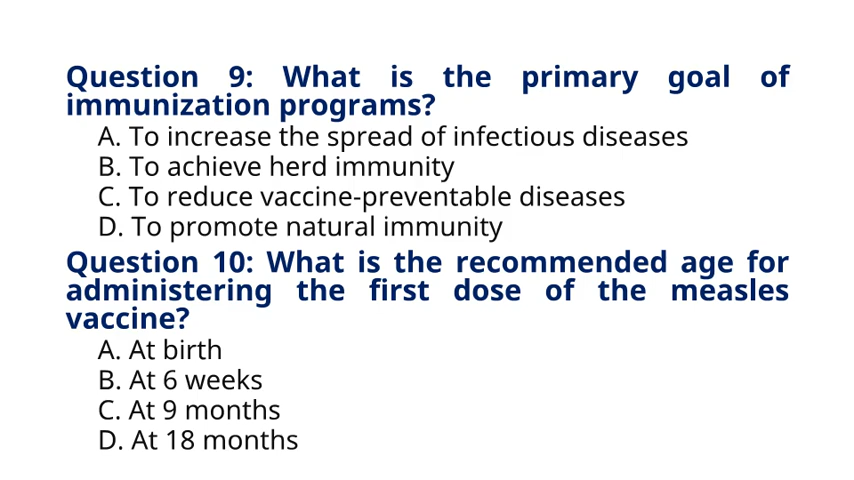 Question 9: What is the primary goal of
immunization programs?
A. To increase the spread of infectious diseases
B. To achieve herd immunity
C. To reduce vaccine-preventable diseases
D. To promote natural immunity
Question 10: What is the recommended age for
administering the first dose of the measles
vaccine?
A. At birth
B. At 6 weeks
C. At 9 months
D. At 18 months